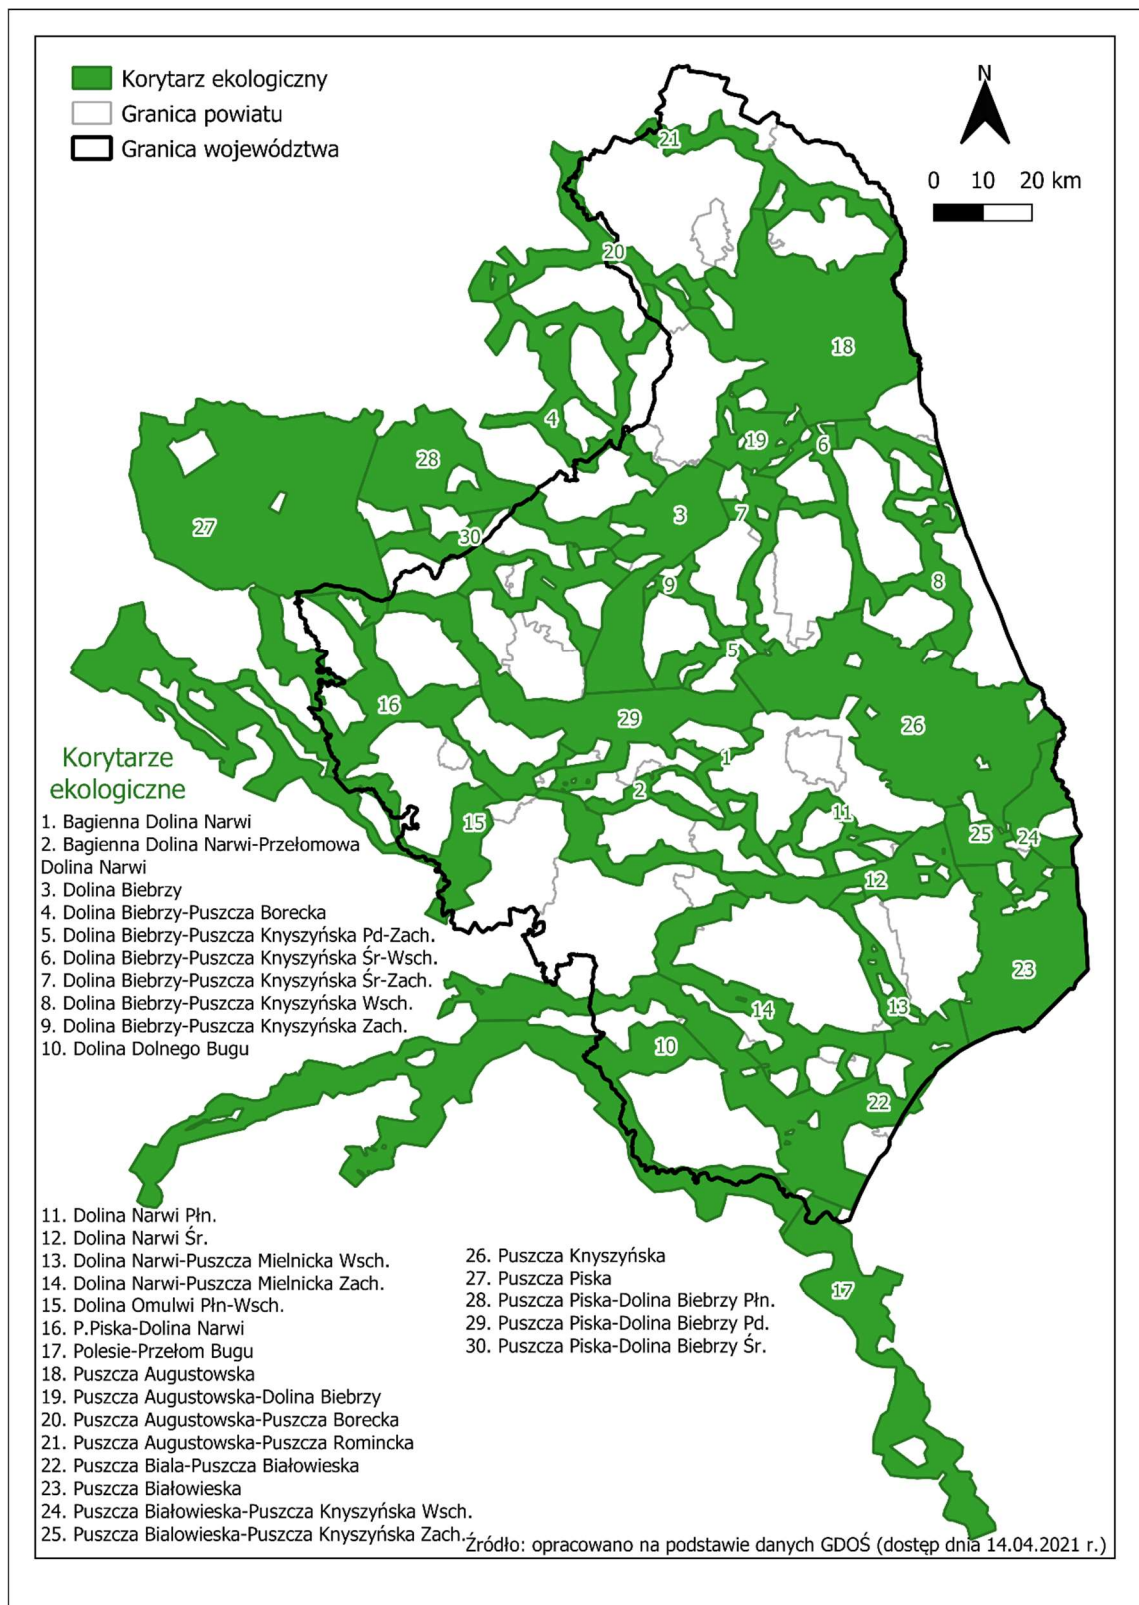 Korytarz ekologiczny
Granica powiatu
Granica województwa
N
0 10 20 km
21
20
18
4
19
6
28
3
7
27
30
9
8
5
16
29
26
1
2
15
11
25
24
12
23
13
14
10
22
17
Korytarze
ekologiczne
1. Bagienna Dolina Narwi
2. Bagienna Dolina Narwi-Przełomowa
Dolina Narwi
3. Dolina Biebrzy
4. Dolina Biebrzy-Puszcza Borecka
5. Dolina Biebrzy-Puszcza Knyszyńska Pd-Zach.
6. Dolina Biebrzy-Puszcza Knyszyńska Śr-Wsch.
7. Dolina Biebrzy-Puszcza Knyszyńska Śr-Zach.
8. Dolina Biebrzy-Puszcza Knyszyńska Wsch.
9. Dolina Biebrzy-Puszcza Knyszyńska Zach.
10. Dolina Dolnego Bugu
11. Dolina Narwi Płn.
12. Dolina Narwi Śr.
13. Dolina Narwi-Puszcza Mielnicka Wsch.
14. Dolina Narwi-Puszcza Mielnicka Zach.
15. Dolina Omulwi Płn-Wsch.
16. P.Piska-Dolina Narwi
17. Polesie-Przełom Bugu
18. Puszcza Augustowska
19. Puszcza Augustowska-Dolina Biebrzy
20. Puszcza Augustowska-Puszcza Borecka
21. Puszcza Augustowska-Puszcza Romincka
22. Puszcza Biala-Puszcza Białowieska
23. Puszcza Białowieska
24. Puszcza Białowieska-Puszcza Knyszyńska Wsch.
25. Puszcza Bialowieska-Puszcza Knyszyńska Zach.
26. Puszcza Knyszyńska
27. Puszcza Piska
28. Puszcza Piska-Dolina Biebrzy Płn.
29. Puszcza Piska-Dolina Biebrzy Pd.
30. Puszcza Piska-Dolina Biebrzy Śr.
Źródło: opracowano na podstawie danych GDOŚ (dostęp dnia 14.04.2021 r.)